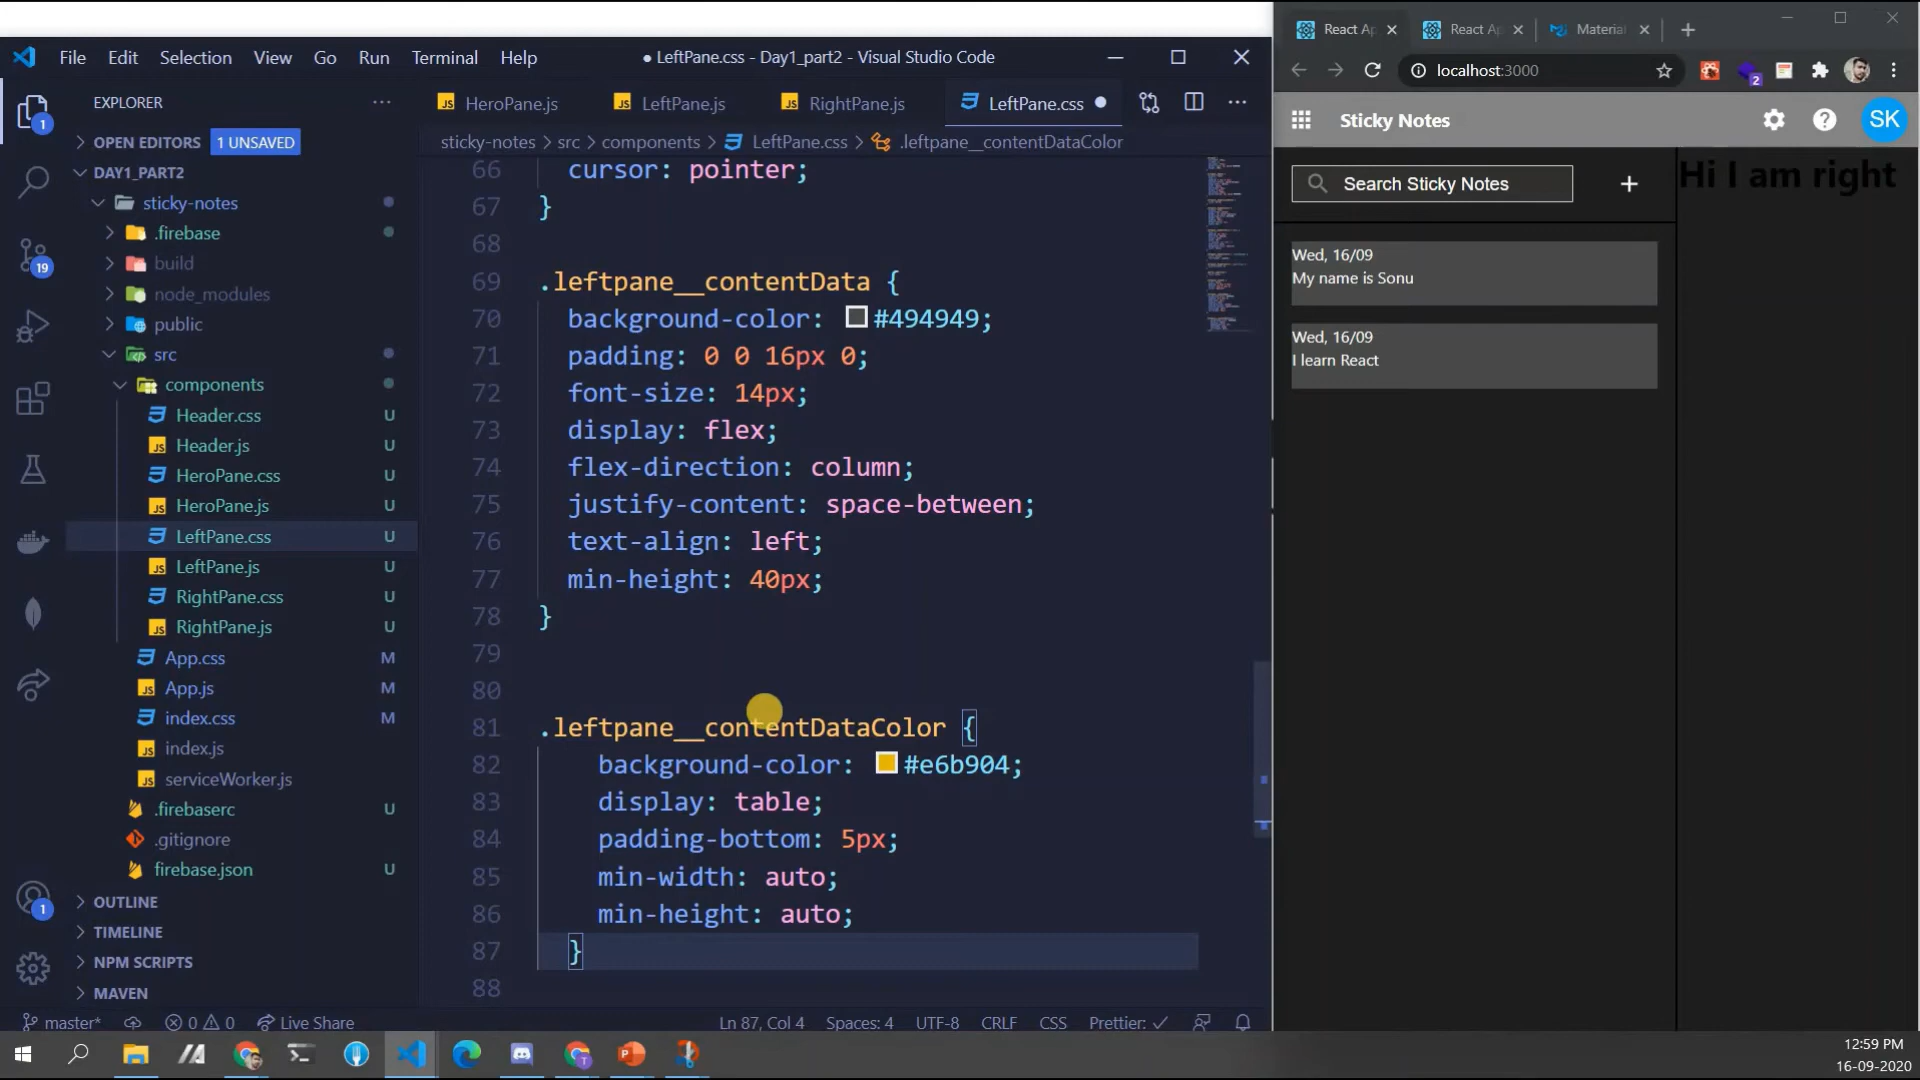 File Edit Selection View Go Run Terminal Help
● LeftPane.css - Day1_part2 - Visual Studio Code
EXPLORER
OPEN EDITORS 1 UNSAVED
DAY1_PART2
sticky-notes
.firebase
build
node_modules
public
src
components
Header.css U
Header.js U
HeroPane.css U
HeroPane.js U
LeftPane.css U
LeftPane.js U
RightPane.css U
RightPane.js U
App.css M
App.js M
index.css M
index.js
serviceWorker.js
.firebaserc U
.gitignore
firebase.json U
OUTLINE
TIMELINE
NPM SCRIPTS
MAVEN
1
19
1
HeroPane.js LeftPane.js RightPane.js LeftPane.css
sticky-notes > src > components > LeftPane.css > .leftpane__contentDataColor
66 cursor: pointer;
67 }
68
69 .leftpane__contentData {
70 background-color: #494949;
71 padding: 0 0 16px 0;
72 font-size: 14px;
73 display: flex;
74 flex-direction: column;
75 justify-content: space-between;
76 text-align: left;
77 min-height: 40px;
78 }
79
80
81 .leftpane__contentDataColor {
82 background-color: #e6b904;
83 display: table;
84 padding-bottom: 5px;
85 min-width: auto;
86 min-height: auto;
87 }
88
master* 0 0 Live Share
Ln 87, Col 4 Spaces: 4 UTF-8 CRLF CSS Prettier: ✓
React Ap React Ap Material
localhost:3000
2
Sticky Notes
SK
Search Sticky Notes +
Hi I am right
Wed, 16/09
My name is Sonu
Wed, 16/09
I learn React
12:59 PM
16-09-2020